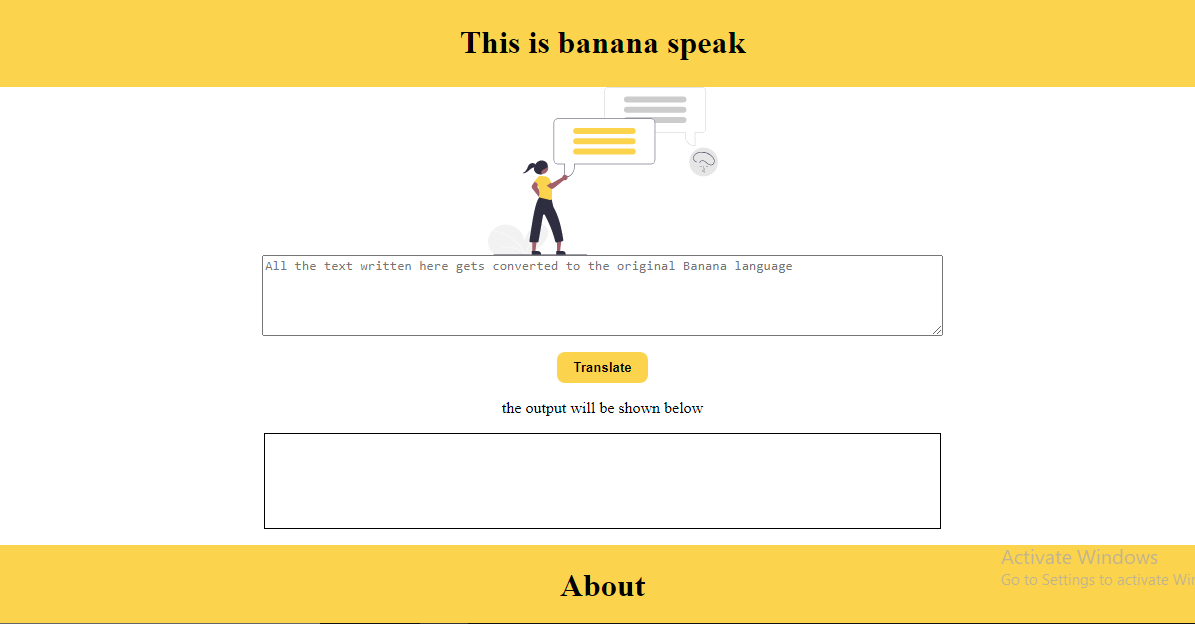 This is banana speak
All the text written here gets converted to the original Banana language
Translate
the output will be shown below
Activate Windows
Go to Settings to activate Wi
About